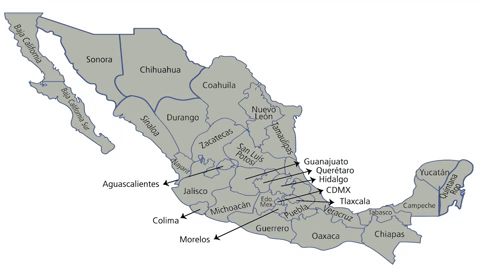 Baja California
Sonora
Chihuahua
Coahuila
Baja California Sur
Sinaloa
Durango
Nuevo
León
Tamaulipas
Zacatecas
San Luis
Potosí
Nayarit
Aguascalientes
Guanajuato
Querétaro
Hidalgo
CDMX
Tlaxcala
Jalisco
Colima
Michoacán
Edo
Mex.
Morelos
Puebla
Veracruz
Guerrero
Oaxaca
Tabasco
Chiapas
Campeche
Yucatán
Quintana
Roo